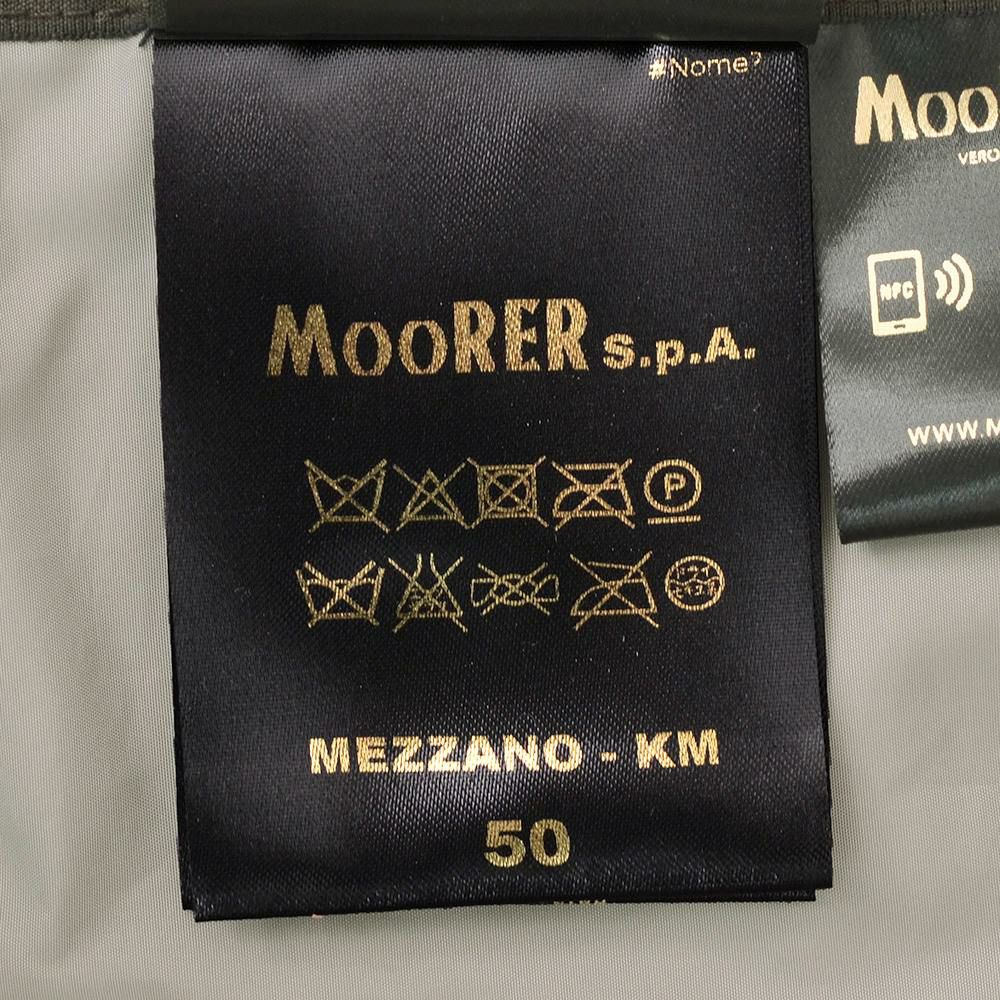 #Nome?
MooRER s.p.A.
P
MEZZANO - KM
50
Moo
VERO
NFC
WWW.M